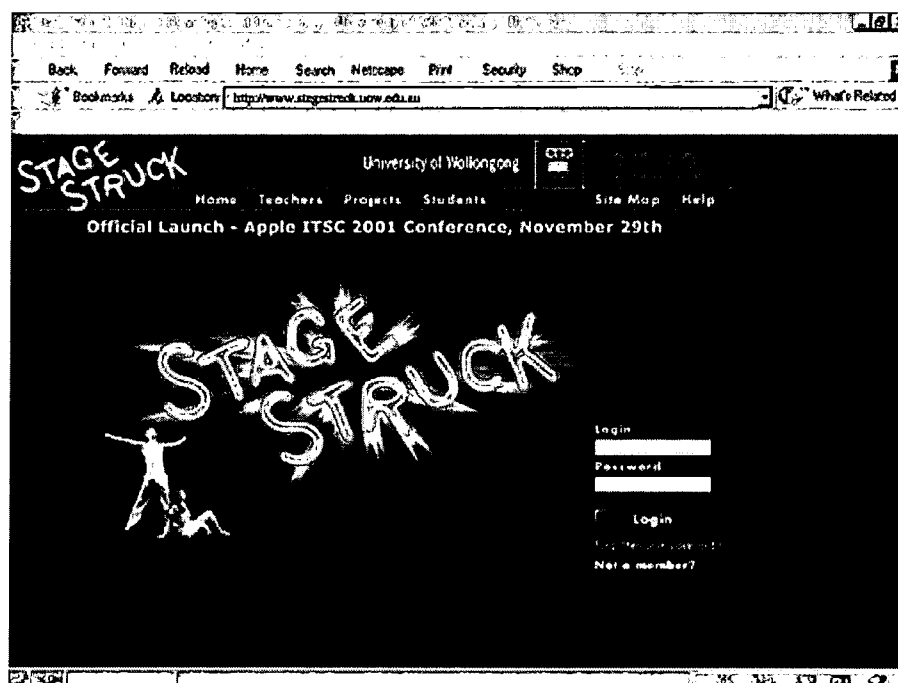 Back Forward Reload Home Search Netscape Print Security Shop
Bookmarks Location: http://www.stagestruck.uow.edu.au What's Related
STAGE
STRUCK
University of Wollongong
Home Teachers Projects Students Site Map Help
Official Launch - Apple ITSC 2001 Conference, November 29th
STAGE
STRUCK
Login
Password
Login
Not a member?